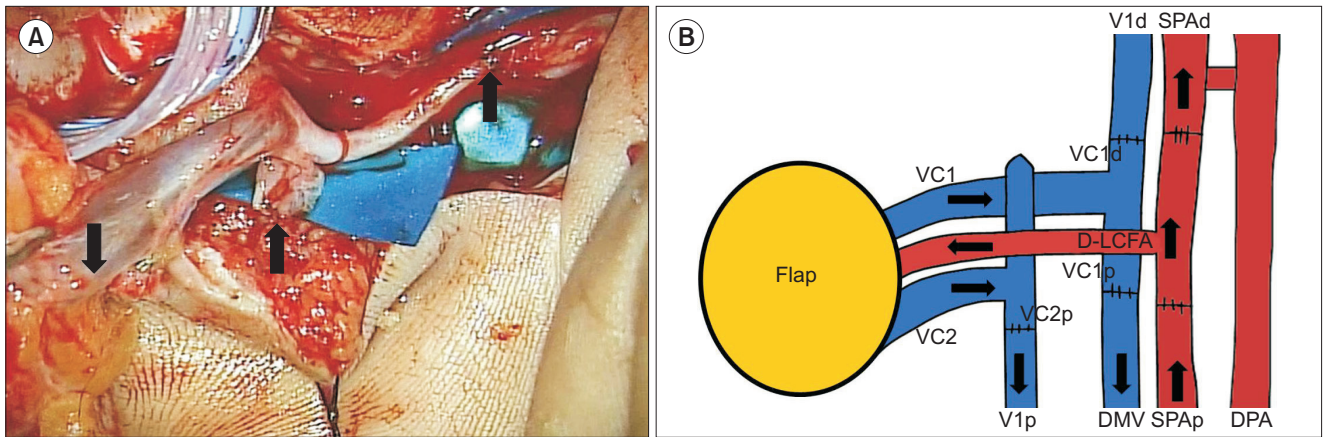 A
B
V1d SPAd
VC1d
VC1
D-LCFA
Flap
VC1p
VC2p
VC2
V1p
DMV SPAp
DPA